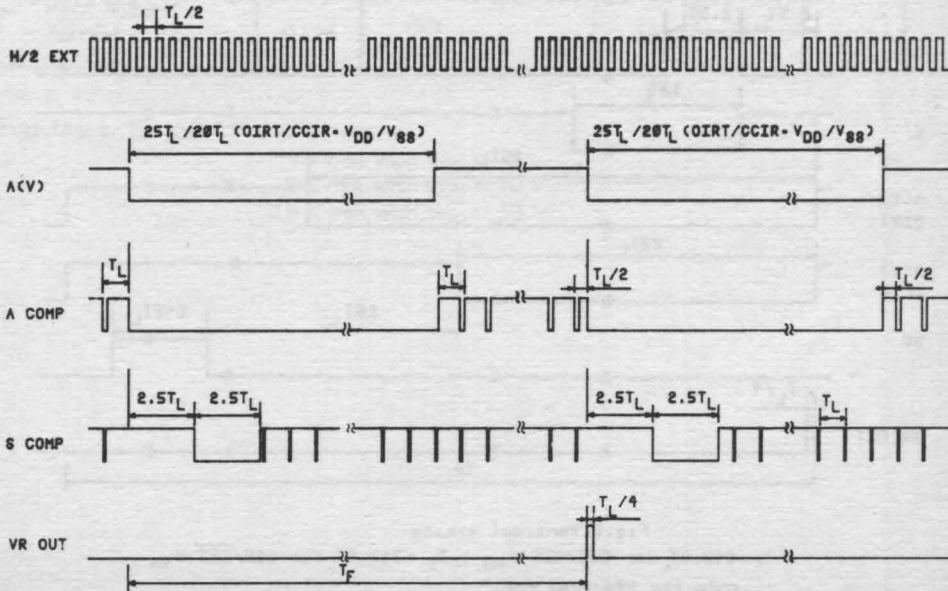 T_L/2
H/2 EXT
25T_L/20T_L (OIRT/CCIR-V_DD/V_SS) 25T_L/20T_L (OIRT/CCIR-V_DD/V_SS)
Λ(V)
T_L T_L T_L/2 T_L/2
Λ COMP
2.5T_L 2.5T_L 2.5T_L 2.5T_L T_L
S COMP
T_L/4
VR OUT
T_F